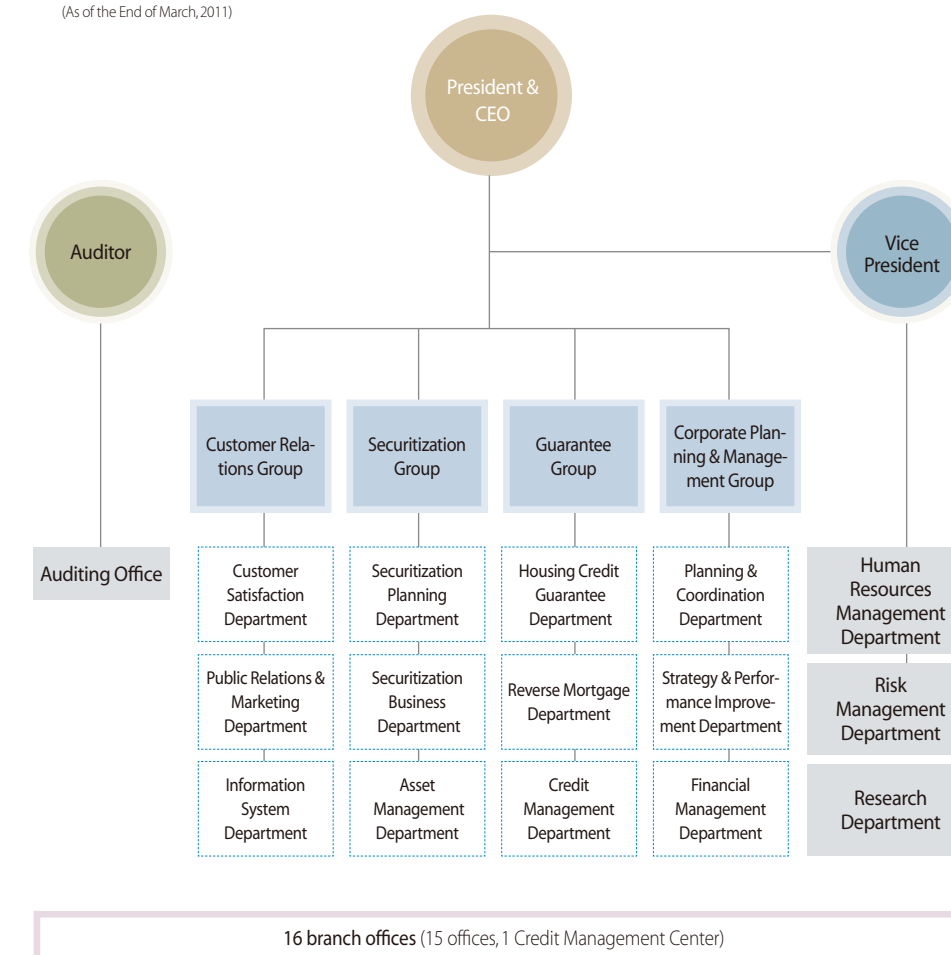 (As of the End of March, 2011)
President &
CEO
Auditor
Vice
President
Customer Rela-
tions Group
Securitization
Group
Guarantee
Group
Corporate Plan-
ning & Manage-
ment Group
Auditing Office
Customer
Satisfaction
Department
Securitization
Planning
Department
Housing Credit
Guarantee
Department
Planning &
Coordination
Department
Human
Resources
Management
Department
Public Relations &
Marketing
Department
Securitization
Business
Department
Reverse Mortgage
Department
Strategy & Perfor-
mance Improve-
ment Department
Risk
Management
Department
Information
System
Department
Asset
Management
Department
Credit
Management
Department
Financial
Management
Department
Research
Department
16 branch offices (15 offices, 1 Credit Management Center)